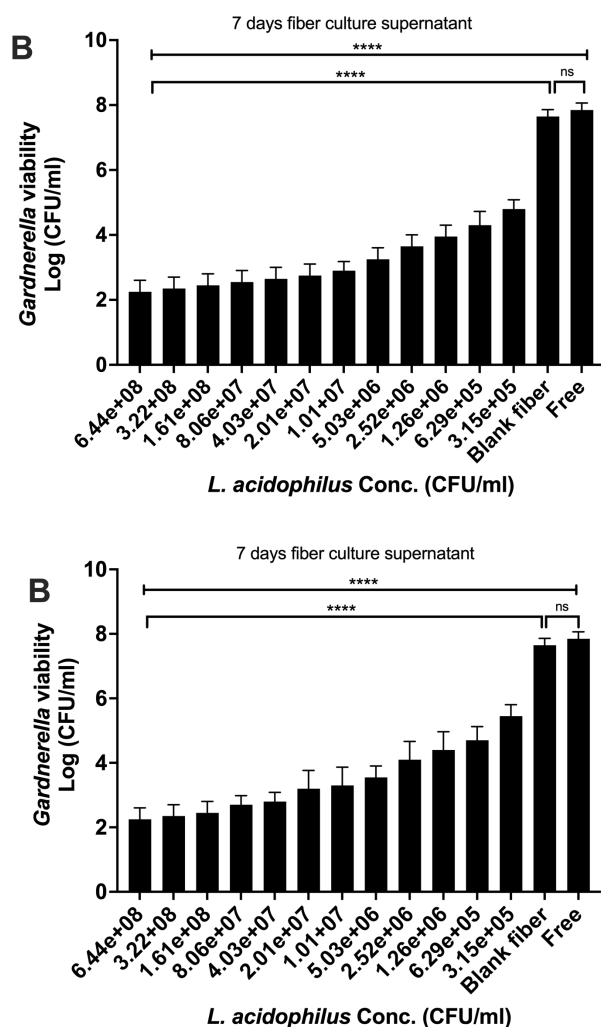 B
7 days fiber culture supernatant
****
****
ns
Gardnerella viability
Log (CFU/ml)
10
8
6
4
2
0
6.44e+08
3.22+08
1.61e+08
8.06e+07
4.03e+07
2.01e+07
1.01+07
5.03e+06
2.52e+06
1.26e+06
6.29e+05
3.15e+05
Blank fiber
Free
L. acidophilus Conc. (CFU/ml)
B
7 days fiber culture supernatant
****
****
ns
Gardnerella viability
Log (CFU/ml)
10
8
6
4
2
0
6.44e+08
3.22+08
1.61e+08
8.06e+07
4.03e+07
2.01e+07
1.01+07
5.03e+06
2.52e+06
1.26e+06
6.29e+05
3.15e+05
Blank fiber
Free
L. acidophilus Conc. (CFU/ml)